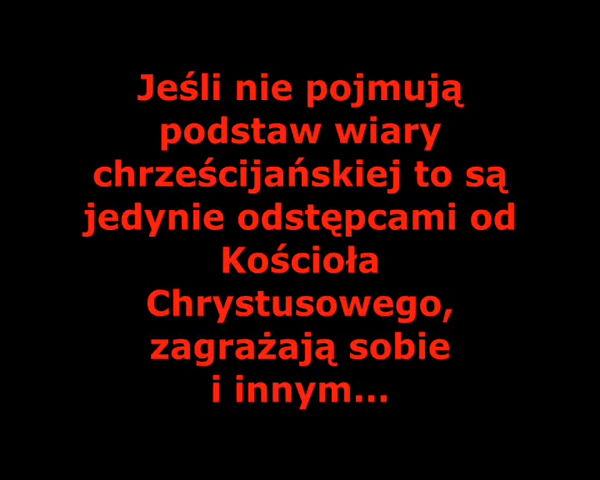 Jeśli nie pojmują
podstaw wiary
chrześcijańskiej to są
jedynie odstępcami od
Kościoła
Chrystusowego,
zagrażają sobie
i innym...